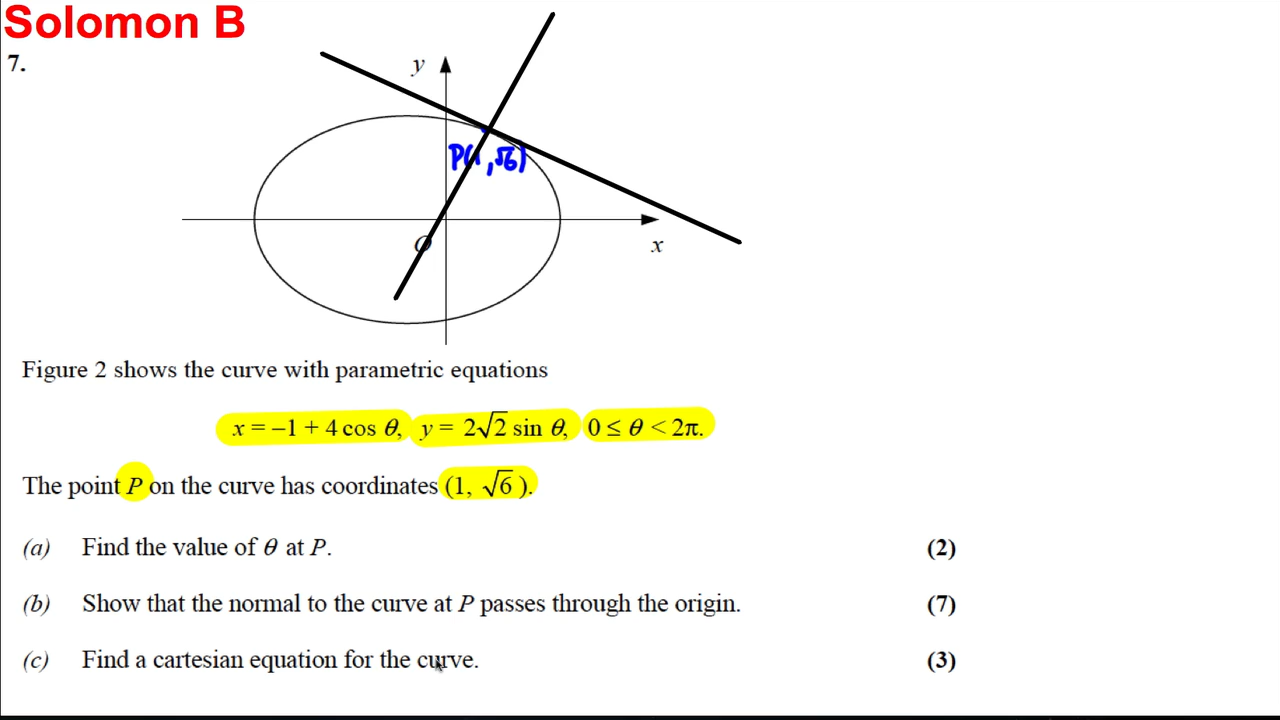 Solomon B
7.
y
P(1, √6)
O
x
Figure 2 shows the curve with parametric equations
x = −1 + 4 cos θ, y = 2√2 sin θ, 0 ≤ θ < 2π.
The point P on the curve has coordinates (1, √6 ).
(a) Find the value of θ at P. (2)
(b) Show that the normal to the curve at P passes through the origin. (7)
(c) Find a cartesian equation for the curve. (3)